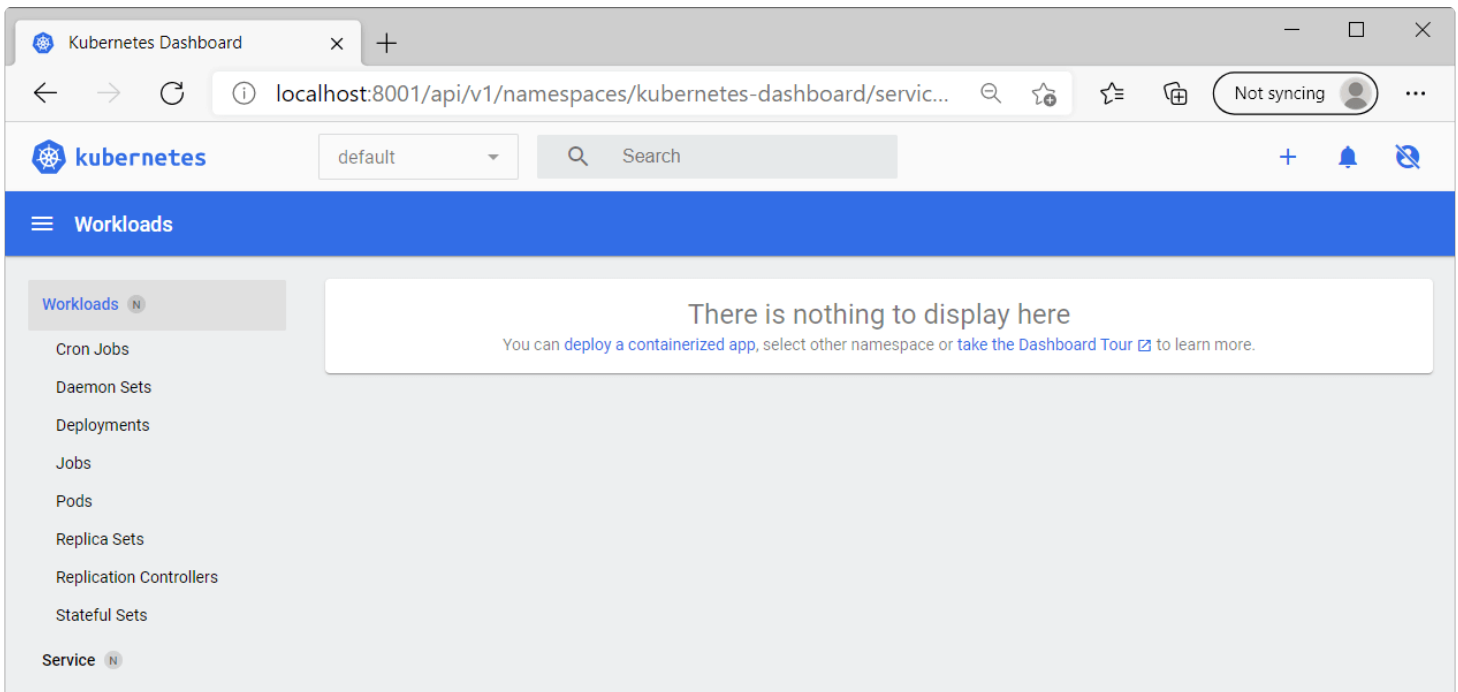 Kubernetes Dashboard
localhost:8001/api/v1/namespaces/kubernetes-dashboard/servic...
Not syncing
kubernetes
default
Search
Workloads
Workloads N
There is nothing to display here
You can deploy a containerized app, select other namespace or take the Dashboard Tour to learn more.
Cron Jobs
Daemon Sets
Deployments
Jobs
Pods
Replica Sets
Replication Controllers
Stateful Sets
Service N